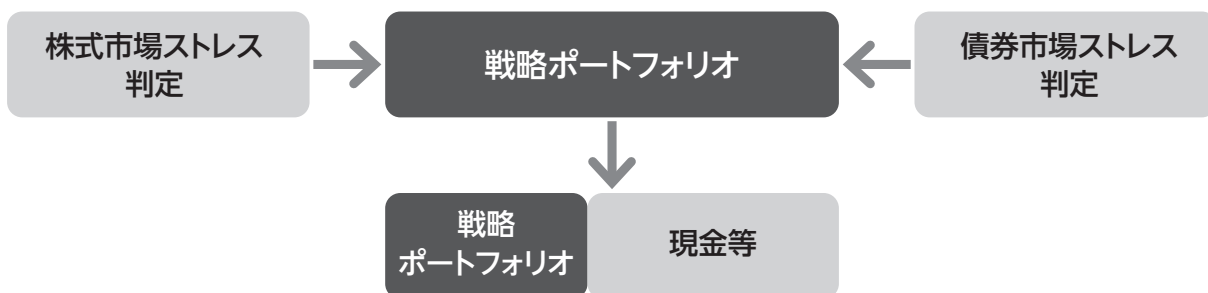 株式市場ストレス
判定
戦略ポートフォリオ
債券市場ストレス
判定
戦略
ポートフォリオ
現金等